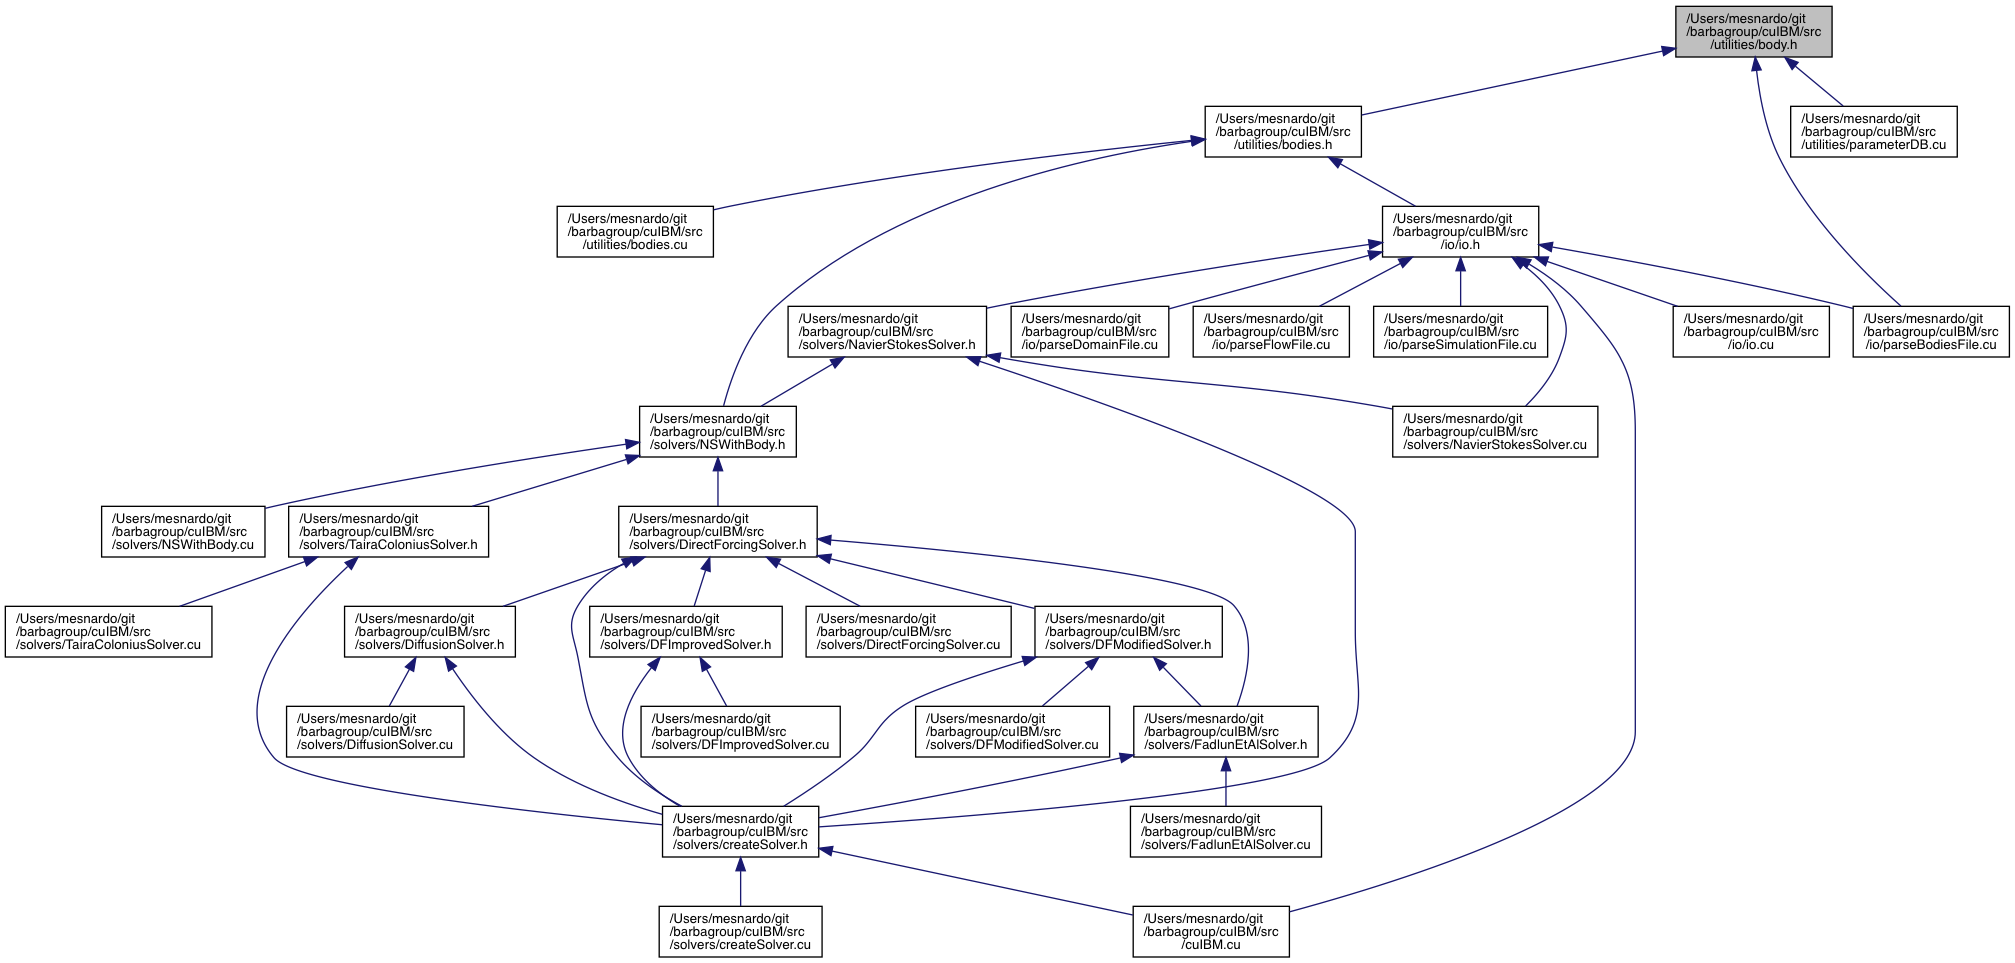 /Users/mesnardo/git
/barbagroup/cuIBM/src
/utilities/body.h
/Users/mesnardo/git
/barbagroup/cuIBM/src
/utilities/bodies.h
/Users/mesnardo/git
/barbagroup/cuIBM/src
/utilities/parameterDB.cu
/Users/mesnardo/git
/barbagroup/cuIBM/src
/utilities/bodies.cu
/Users/mesnardo/git
/barbagroup/cuIBM/src
/io/io.h
/Users/mesnardo/git
/barbagroup/cuIBM/src
/solvers/NavierStokesSolver.h
/Users/mesnardo/git
/barbagroup/cuIBM/src
/io/parseDomainFile.cu
/Users/mesnardo/git
/barbagroup/cuIBM/src
/io/parseFlowFile.cu
/Users/mesnardo/git
/barbagroup/cuIBM/src
/io/parseSimulationFile.cu
/Users/mesnardo/git
/barbagroup/cuIBM/src
/io/io.cu
/Users/mesnardo/git
/barbagroup/cuIBM/src
/io/parseBodiesFile.cu
/Users/mesnardo/git
/barbagroup/cuIBM/src
/solvers/NSWithBody.h
/Users/mesnardo/git
/barbagroup/cuIBM/src
/solvers/NavierStokesSolver.cu
/Users/mesnardo/git
/barbagroup/cuIBM/src
/solvers/NSWithBody.cu
/Users/mesnardo/git
/barbagroup/cuIBM/src
/solvers/TairaColoniusSolver.h
/Users/mesnardo/git
/barbagroup/cuIBM/src
/solvers/DirectForcingSolver.h
/Users/mesnardo/git
/barbagroup/cuIBM/src
/solvers/TairaColoniusSolver.cu
/Users/mesnardo/git
/barbagroup/cuIBM/src
/solvers/DiffusionSolver.h
/Users/mesnardo/git
/barbagroup/cuIBM/src
/solvers/DFImprovedSolver.h
/Users/mesnardo/git
/barbagroup/cuIBM/src
/solvers/DirectForcingSolver.cu
/Users/mesnardo/git
/barbagroup/cuIBM/src
/solvers/DFModifiedSolver.h
/Users/mesnardo/git
/barbagroup/cuIBM/src
/solvers/DiffusionSolver.cu
/Users/mesnardo/git
/barbagroup/cuIBM/src
/solvers/DFImprovedSolver.cu
/Users/mesnardo/git
/barbagroup/cuIBM/src
/solvers/DFModifiedSolver.cu
/Users/mesnardo/git
/barbagroup/cuIBM/src
/solvers/FadlunEtAlSolver.h
/Users/mesnardo/git
/barbagroup/cuIBM/src
/solvers/createSolver.h
/Users/mesnardo/git
/barbagroup/cuIBM/src
/solvers/FadlunEtAlSolver.cu
/Users/mesnardo/git
/barbagroup/cuIBM/src
/solvers/createSolver.cu
/Users/mesnardo/git
/barbagroup/cuIBM/src
/cuIBM.cu